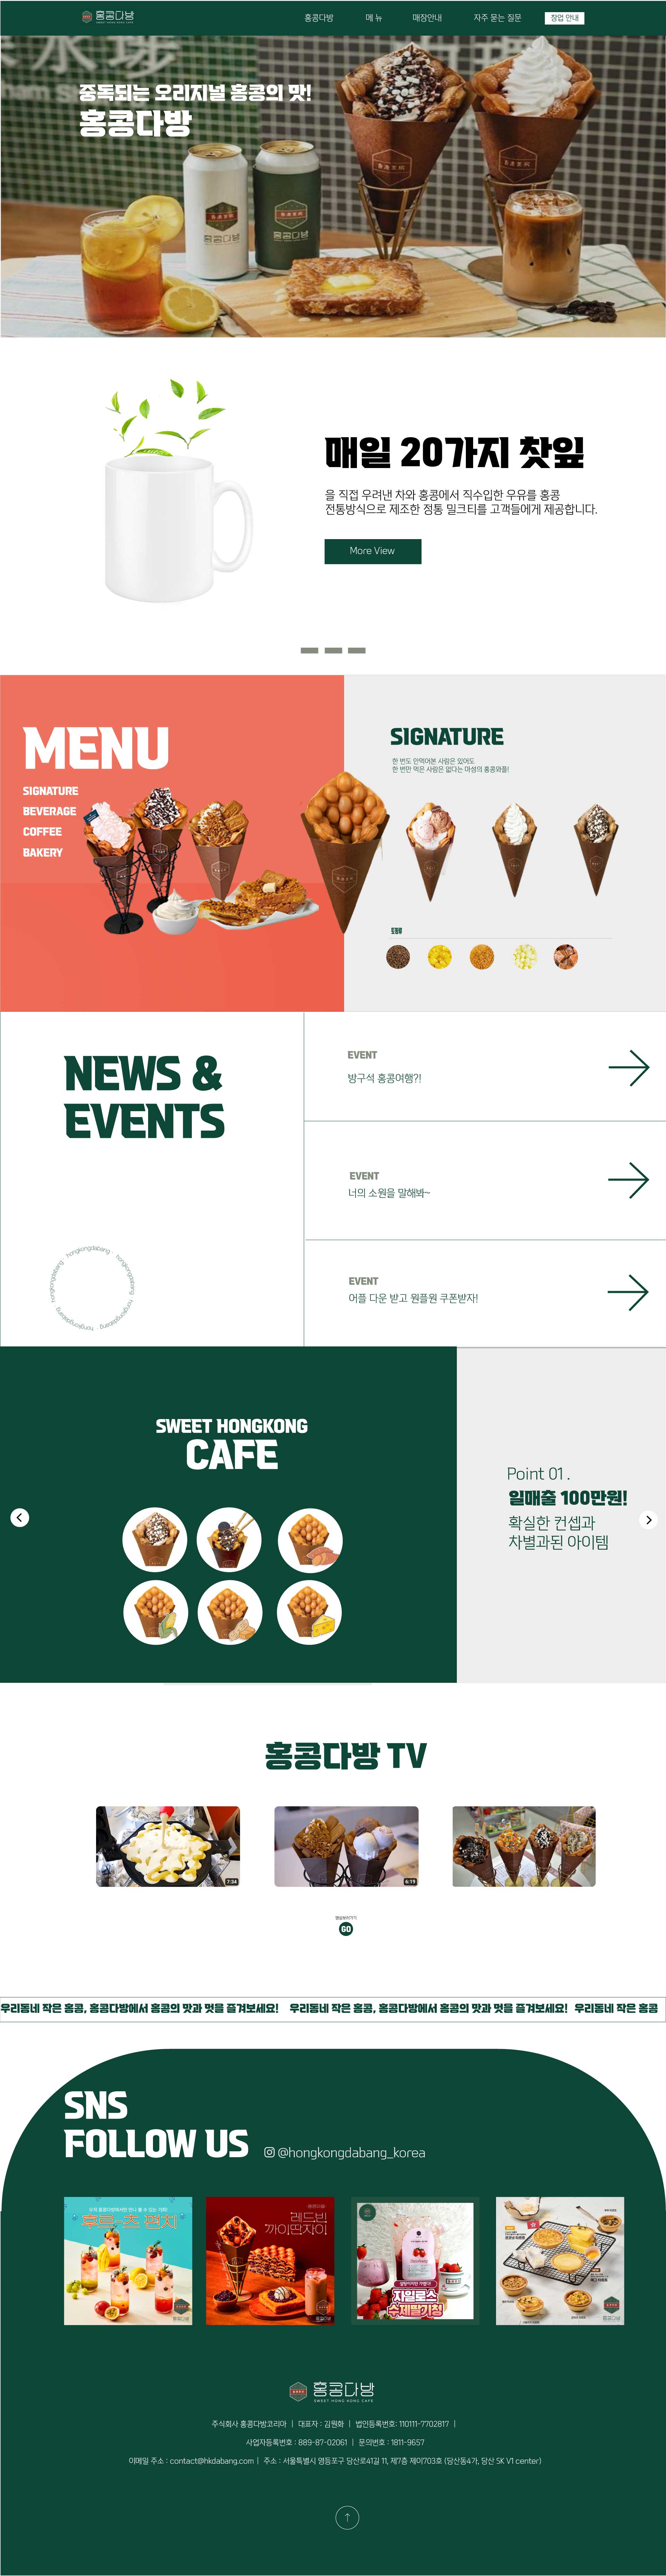 홍콩다방
SWEET HONG KONG CAFE
홍콩다방
메 뉴
매장안내
자주 묻는 질문
창업 안내
중독되는 오리지널 홍콩의 맛!
홍콩다방
홍콩다방
홍콩다방
매일 20가지 찻잎
을 직접 우려낸 차와 홍콩에서 직수입한 우유를 홍콩
전통방식으로 제조한 정통 밀크티를 고객들에게 제공합니다.
More View
MENU
SIGNATURE
BEVERAGE
COFFEE
BAKERY
SIGNATURE
한 번도 안먹어본 사람은 있어도
한 번만 먹은 사람은 없다는 마성의 홍콩와플!
토핑류
NEWS &
EVENTS
hongkongdabang hongkongdabang hongkongdabang hongkongdabang hongkongdabang hongkongdabang
EVENT
방구석 홍콩여행?!
EVENT
너의 소원을 말해봐~
EVENT
어플 다운 받고 원플원 쿠폰받자!
SWEET HONGKONG
CAFE
Point 01 .
일매출 100만원!
확실한 컨셉과
차별과된 아이템
홍콩다방 TV
7:34
6:19
GO
우리동네 작은 홍콩, 홍콩다방에서 홍콩의 맛과 멋을 즐겨보세요! 우리동네 작은 홍콩, 홍콩다방에서 홍콩의 맛과 멋을 즐겨보세요! 우리동네 작은 홍콩
SNS
FOLLOW US
@hongkongdabang_korea
후르~츠 펀치
레드빈
까이딴자이
자일로스
수제딸기청
홍콩다방
SWEET HONG KONG CAFE
주식회사 홍콩다방코리아 | 대표자 : 김원화 | 법인등록번호: 110111-7702817 |
사업자등록번호 : 889-87-02061 | 문의번호 : 1811-9657
이메일 주소 : contact@hkdabang.com | 주소 : 서울특별시 영등포구 당산로41길 11, 제7층 제이703호 (당산동4가, 당산 SK V1 center)